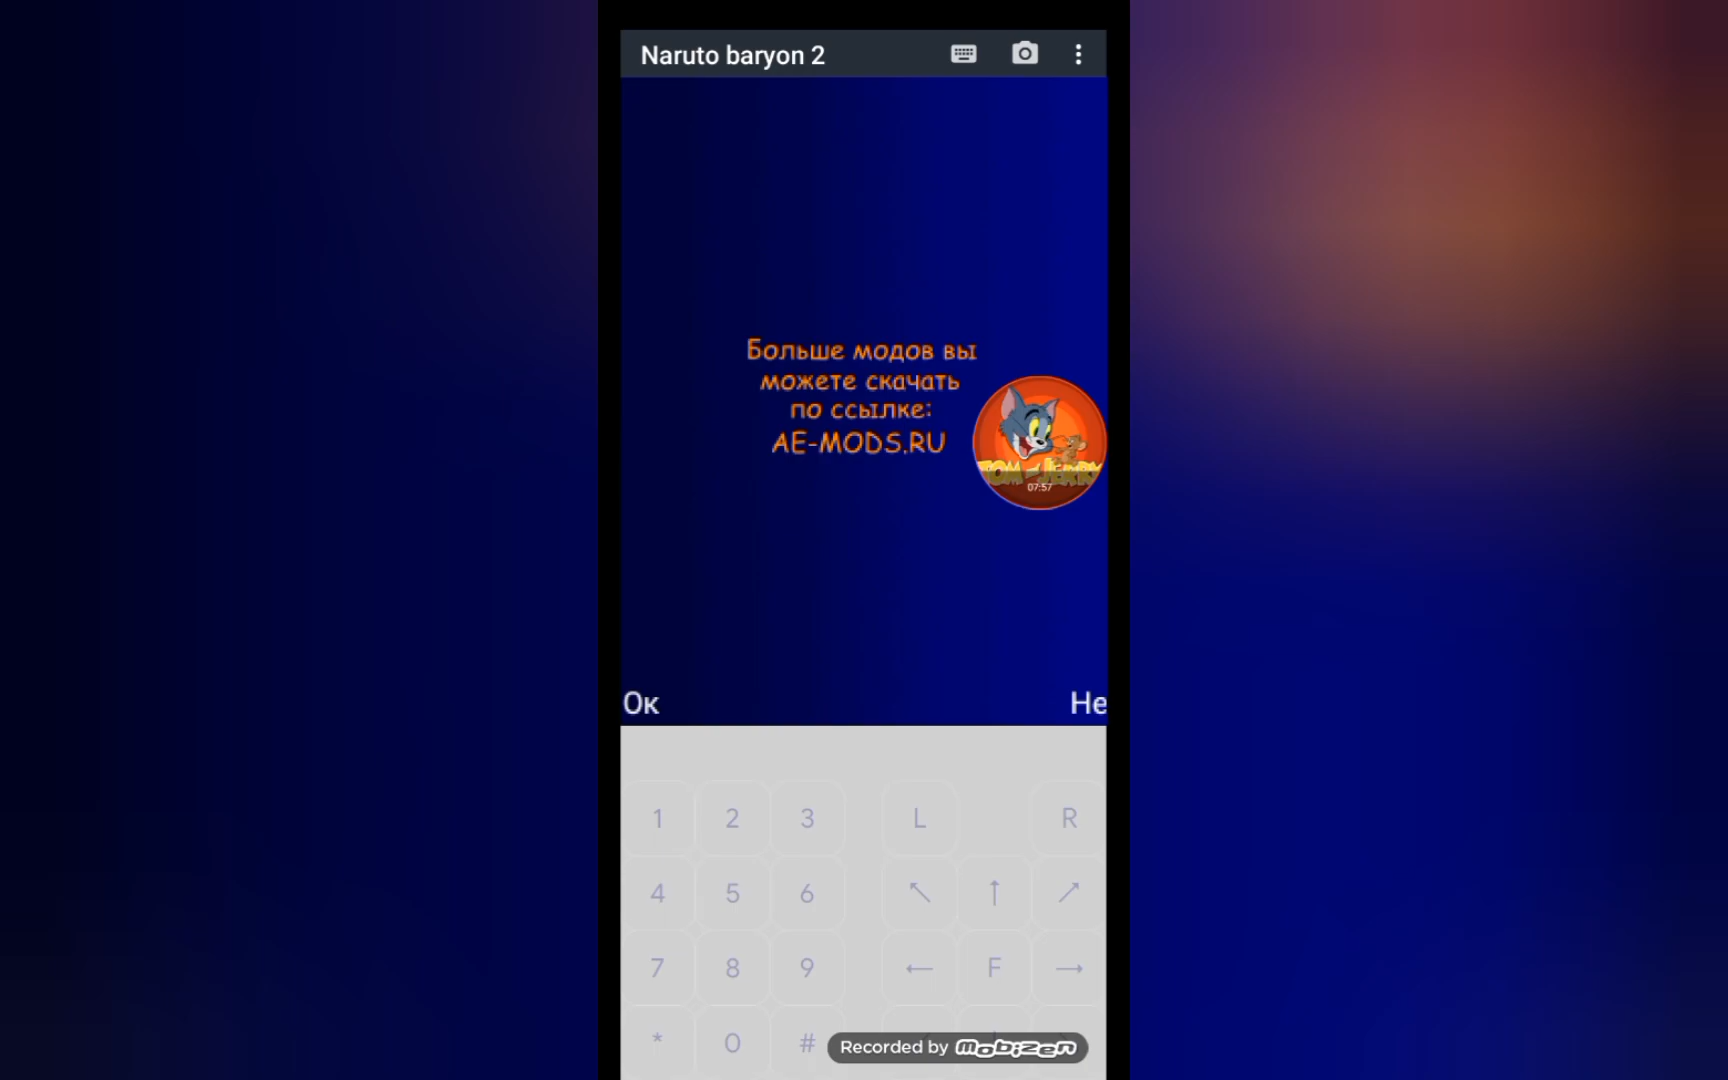 Naruto baryon 2
Больше модов вы
можете скачать
по ссылке:
AE-MODS.RU
TOM and JERRY
07:57
Ок
Не
1 2 3 L R
4 5 6 ↖ ↑ ↗
7 8 9 ← F →
* 0 #
Recorded by mobizen